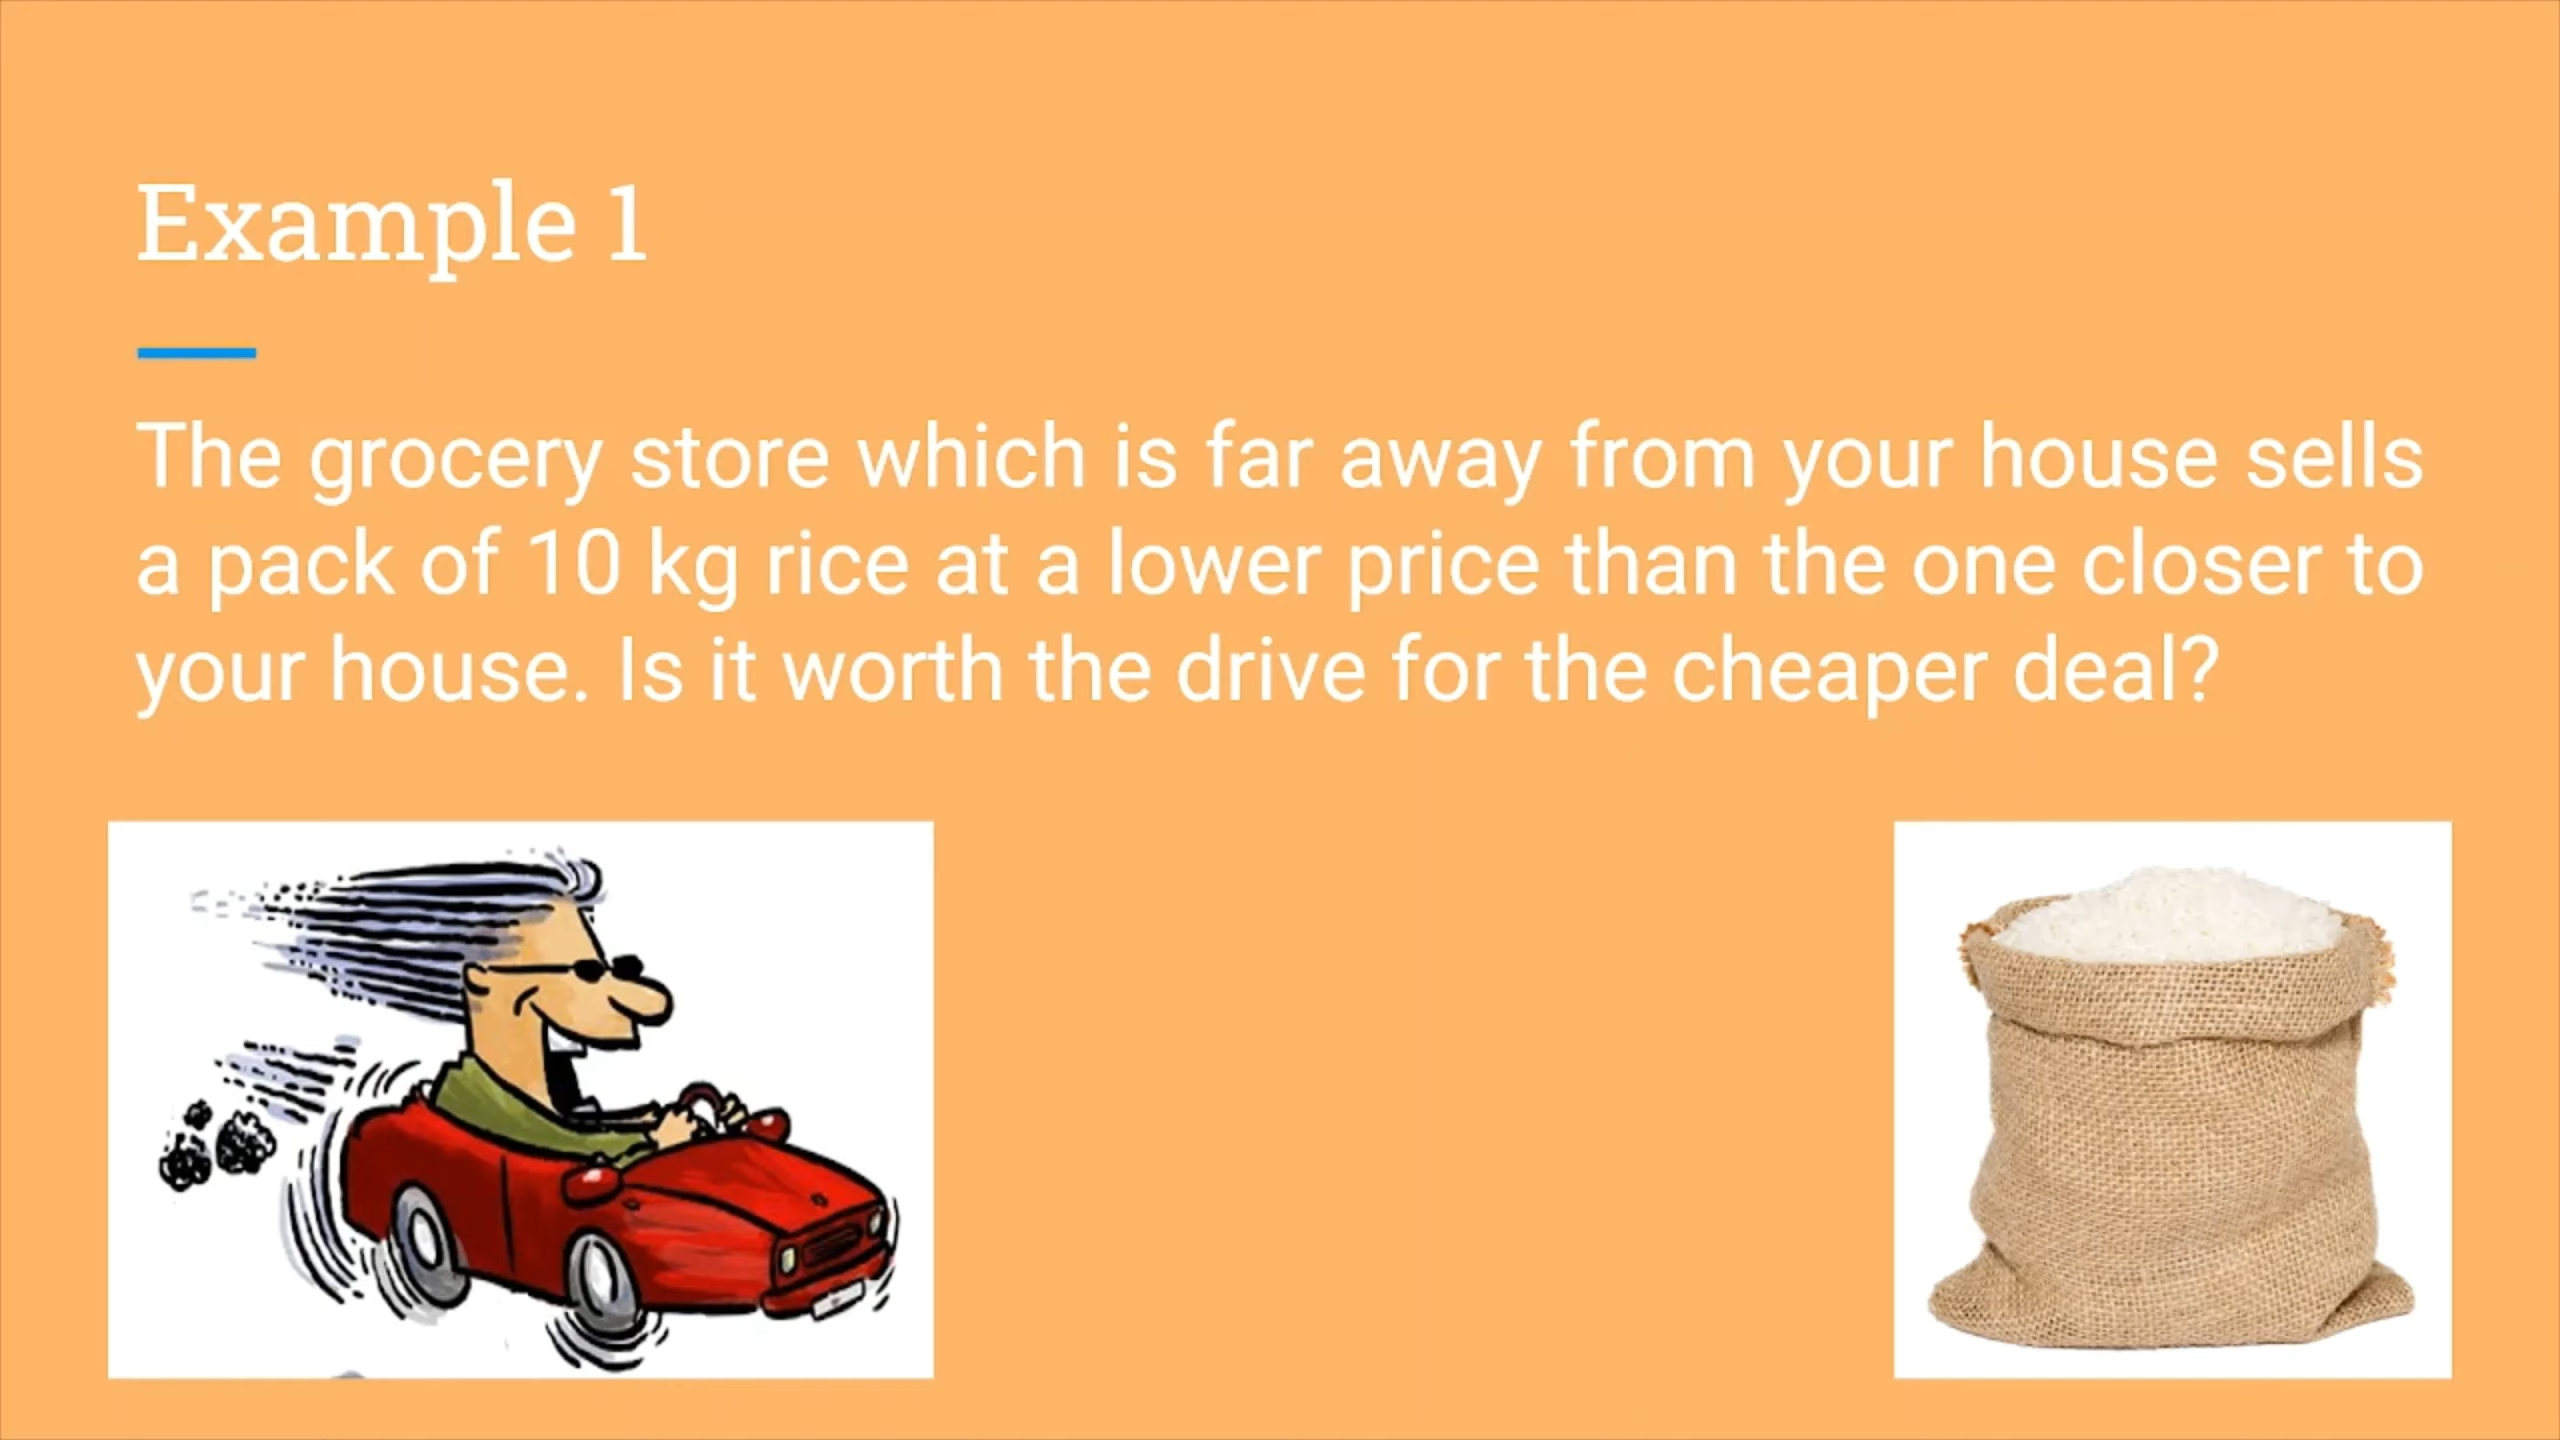 Example 1
The grocery store which is far away from your house sells
a pack of 10 kg rice at a lower price than the one closer to
your house. Is it worth the drive for the cheaper deal?